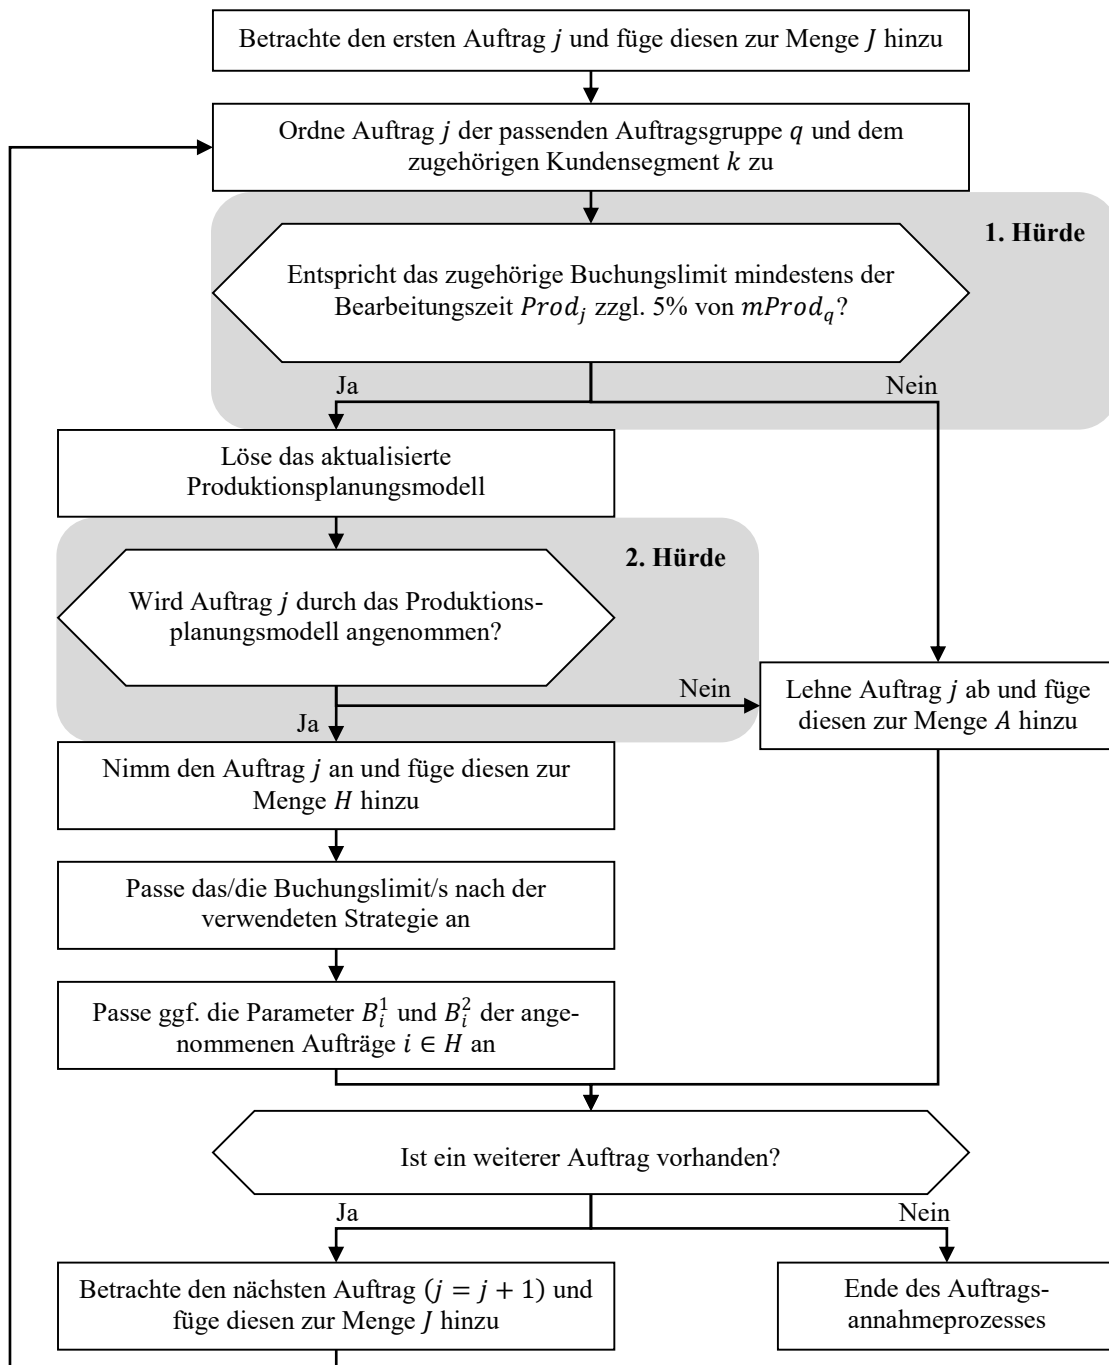 Betrachte den ersten Auftrag j und füge diesen zur Menge J hinzu
Ordne Auftrag j der passenden Auftragsgruppe q und dem
zugehörigen Kundensegment k zu
1. Hürde
Entspricht das zugehörige Buchungslimit mindestens der
Bearbeitungszeit Prod_j zzgl. 5% von mProd_q?
Ja
Nein
Löse das aktualisierte
Produktionsplanungsmodell
2. Hürde
Wird Auftrag j durch das Produktions-
planungsmodell angenommen?
Nein
Ja
Lehne Auftrag j ab und füge
diesen zur Menge A hinzu
Nimm den Auftrag j an und füge diesen zur
Menge H hinzu
Passe das/die Buchungslimit/s nach der
verwendeten Strategie an
Passe ggf. die Parameter B_i^1 und B_i^2 der ange-
nommenen Aufträge i ∈ H an
Ist ein weiterer Auftrag vorhanden?
Ja
Nein
Betrachte den nächsten Auftrag (j = j + 1) und
füge diesen zur Menge J hinzu
Ende des Auftrags-
annahmeprozesses